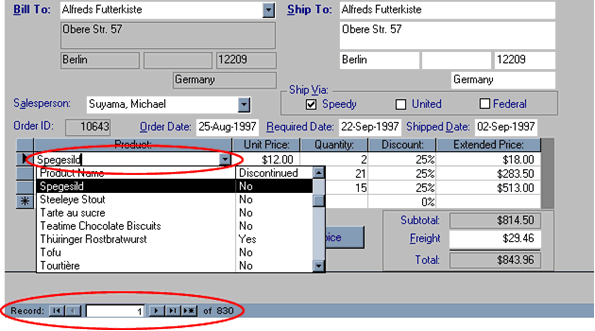 Bill To: Alfreds Futterkiste Ship To: Alfreds Futterkiste
Obere Str. 57 Obere Str. 57
Berlin 12209 Berlin 12209
Germany Germany
Ship Via:
Salesperson: Suyama, Michael Speedy United Federal
Order ID: 10643 Order Date: 25-Aug-1997 Required Date: 22-Sep-1997 Shipped Date: 02-Sep-1997
Product: Unit Price: Quantity: Discount: Extended Price:
Spegesild $12.00 2 25% $18.00
Product Name Discontinued 21 25% $283.50
Spegesild No 15 25% $513.00
Steeleye Stout No 0%
Tarte au sucre No Subtotal: $814.50
Teatime Chocolate Biscuits No
Thüringer Rostbratwurst Yes Freight $29.46
Tofu No
Tourtière No Total: $843.96
Record: 1 of 830